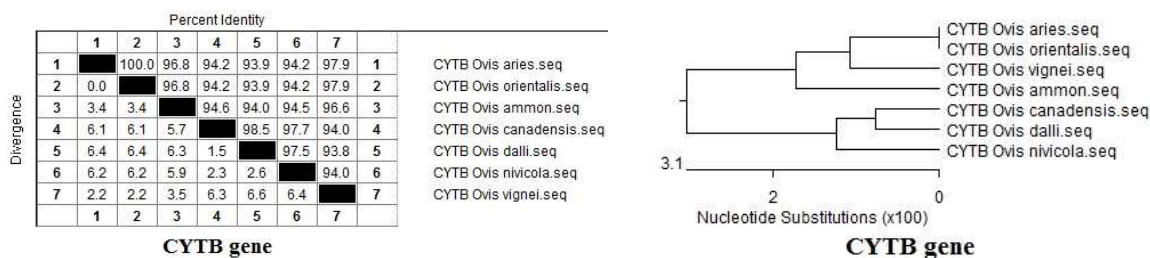 Percent Identity
1 2 3 4 5 6 7
1 100.0 96.8 94.2 93.9 94.2 97.9 1 CYTB Ovis aries.seq
2 0.0 96.8 94.2 93.9 94.2 97.9 2 CYTB Ovis orientalis.seq
3 3.4 3.4 94.6 94.0 94.5 96.6 3 CYTB Ovis ammon.seq
4 6.1 6.1 5.7 98.5 97.7 94.0 4 CYTB Ovis canadensis.seq
5 6.4 6.4 6.3 1.5 97.5 93.8 5 CYTB Ovis dalli.seq
6 6.2 6.2 5.9 2.3 2.6 94.0 6 CYTB Ovis nivicola.seq
7 2.2 2.2 3.5 6.3 6.6 6.4 7 CYTB Ovis vignei.seq
1 2 3 4 5 6 7
Divergence
CYTB gene
CYTB Ovis aries.seq
CYTB Ovis orientalis.seq
CYTB Ovis vignei.seq
CYTB Ovis ammon.seq
CYTB Ovis canadensis.seq
CYTB Ovis dalli.seq
CYTB Ovis nivicola.seq
3.1
2 0
Nucleotide Substitutions (x100)
CYTB gene